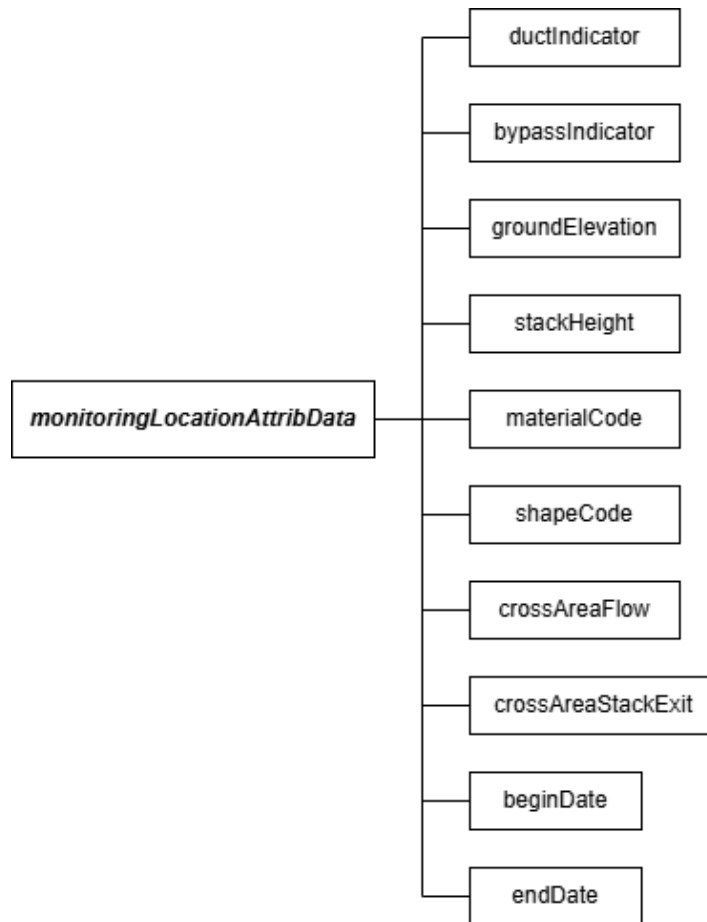 ductIndicator
bypassIndicator
groundElevation
stackHeight
monitoringLocationAttribData
materialCode
shapeCode
crossAreaFlow
crossAreaStackExit
beginDate
endDate